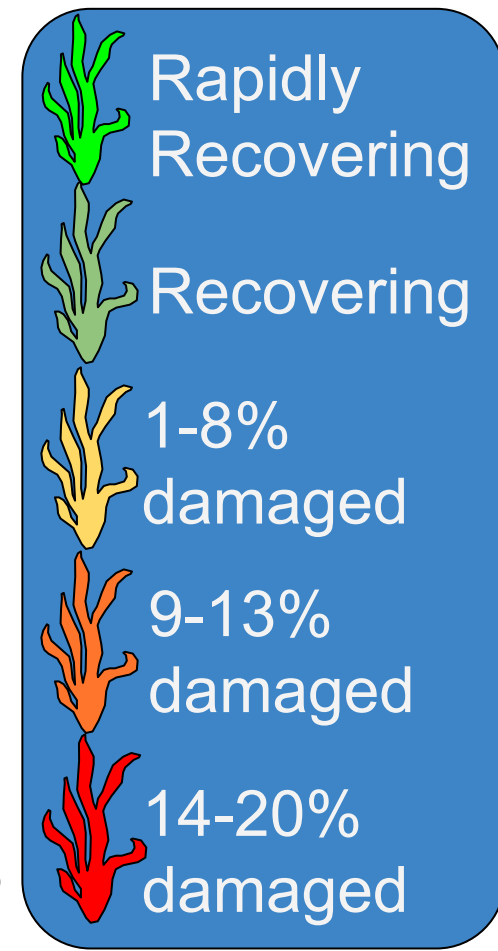 Rapidly
Recovering
Recovering
1-8%
damaged
9-13%
damaged
14-20%
damaged